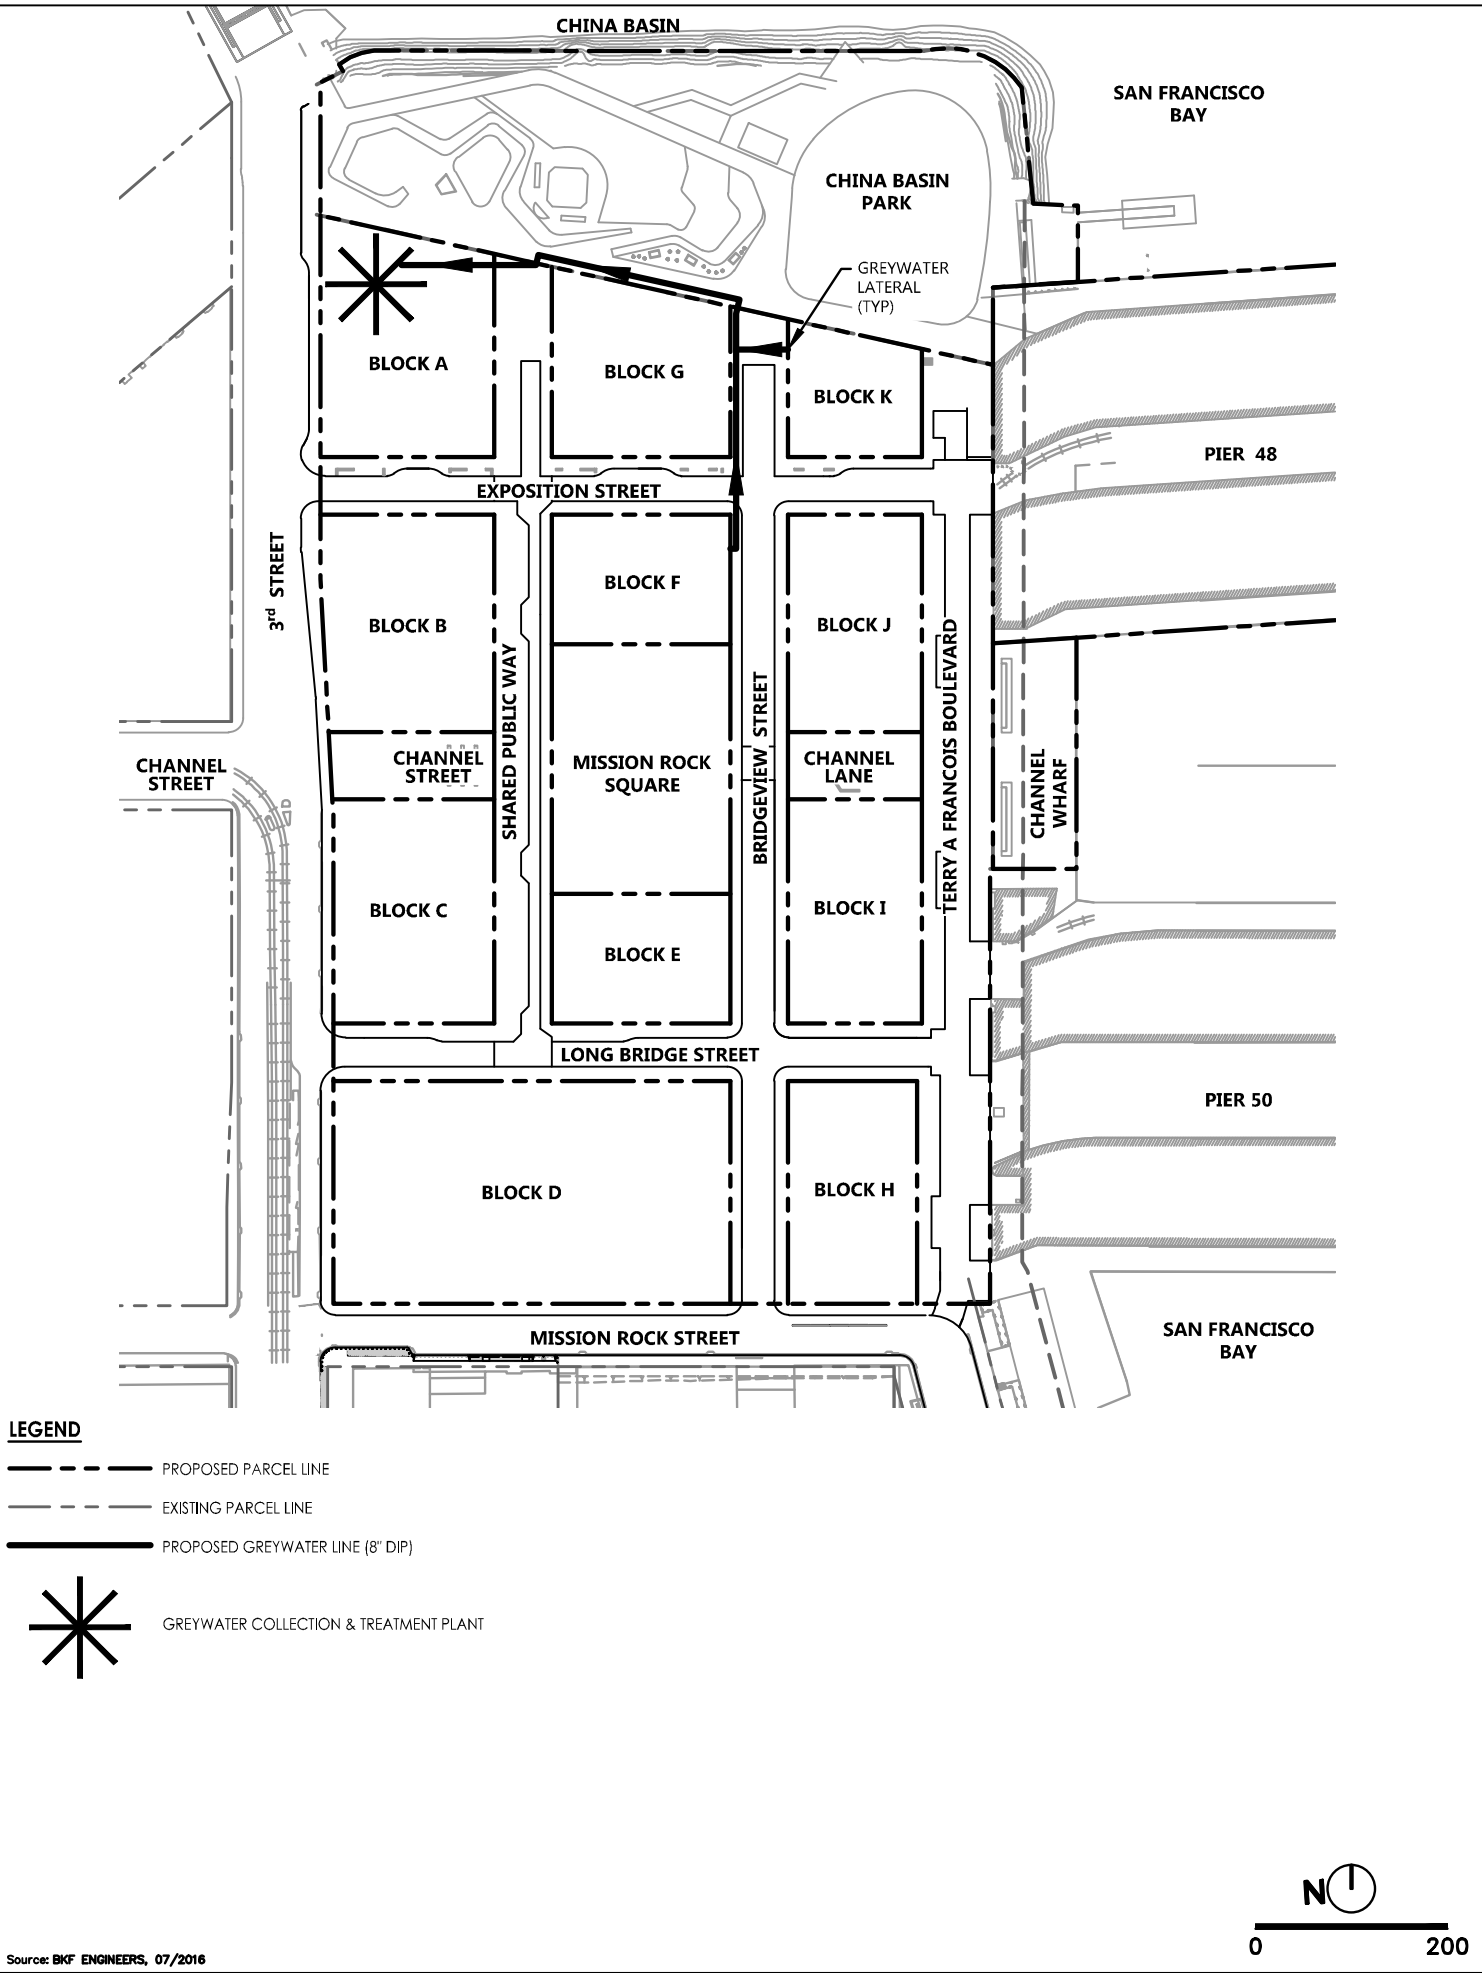 CHINA BASIN
SAN FRANCISCO
BAY
CHINA BASIN
PARK
GREYWATER
LATERAL
(TYP)
BLOCK A
BLOCK G
BLOCK K
PIER 48
EXPOSITION STREET
3rd STREET
BLOCK F
BLOCK B
BLOCK J
SHARED PUBLIC WAY
BRIDGEVIEW STREET
TERRY A FRANCOIS BOULEVARD
CHANNEL
STREET
CHANNEL
STREET
MISSION ROCK
SQUARE
CHANNEL
LANE
CHANNEL
WHARF
BLOCK C
BLOCK I
BLOCK E
LONG BRIDGE STREET
PIER 50
BLOCK D
BLOCK H
MISSION ROCK STREET
SAN FRANCISCO
BAY
LEGEND
PROPOSED PARCEL LINE
EXISTING PARCEL LINE
PROPOSED GREYWATER LINE (8" DIP)
GREYWATER COLLECTION & TREATMENT PLANT
N
0 200
Source: BKF ENGINEERS, 07/2016